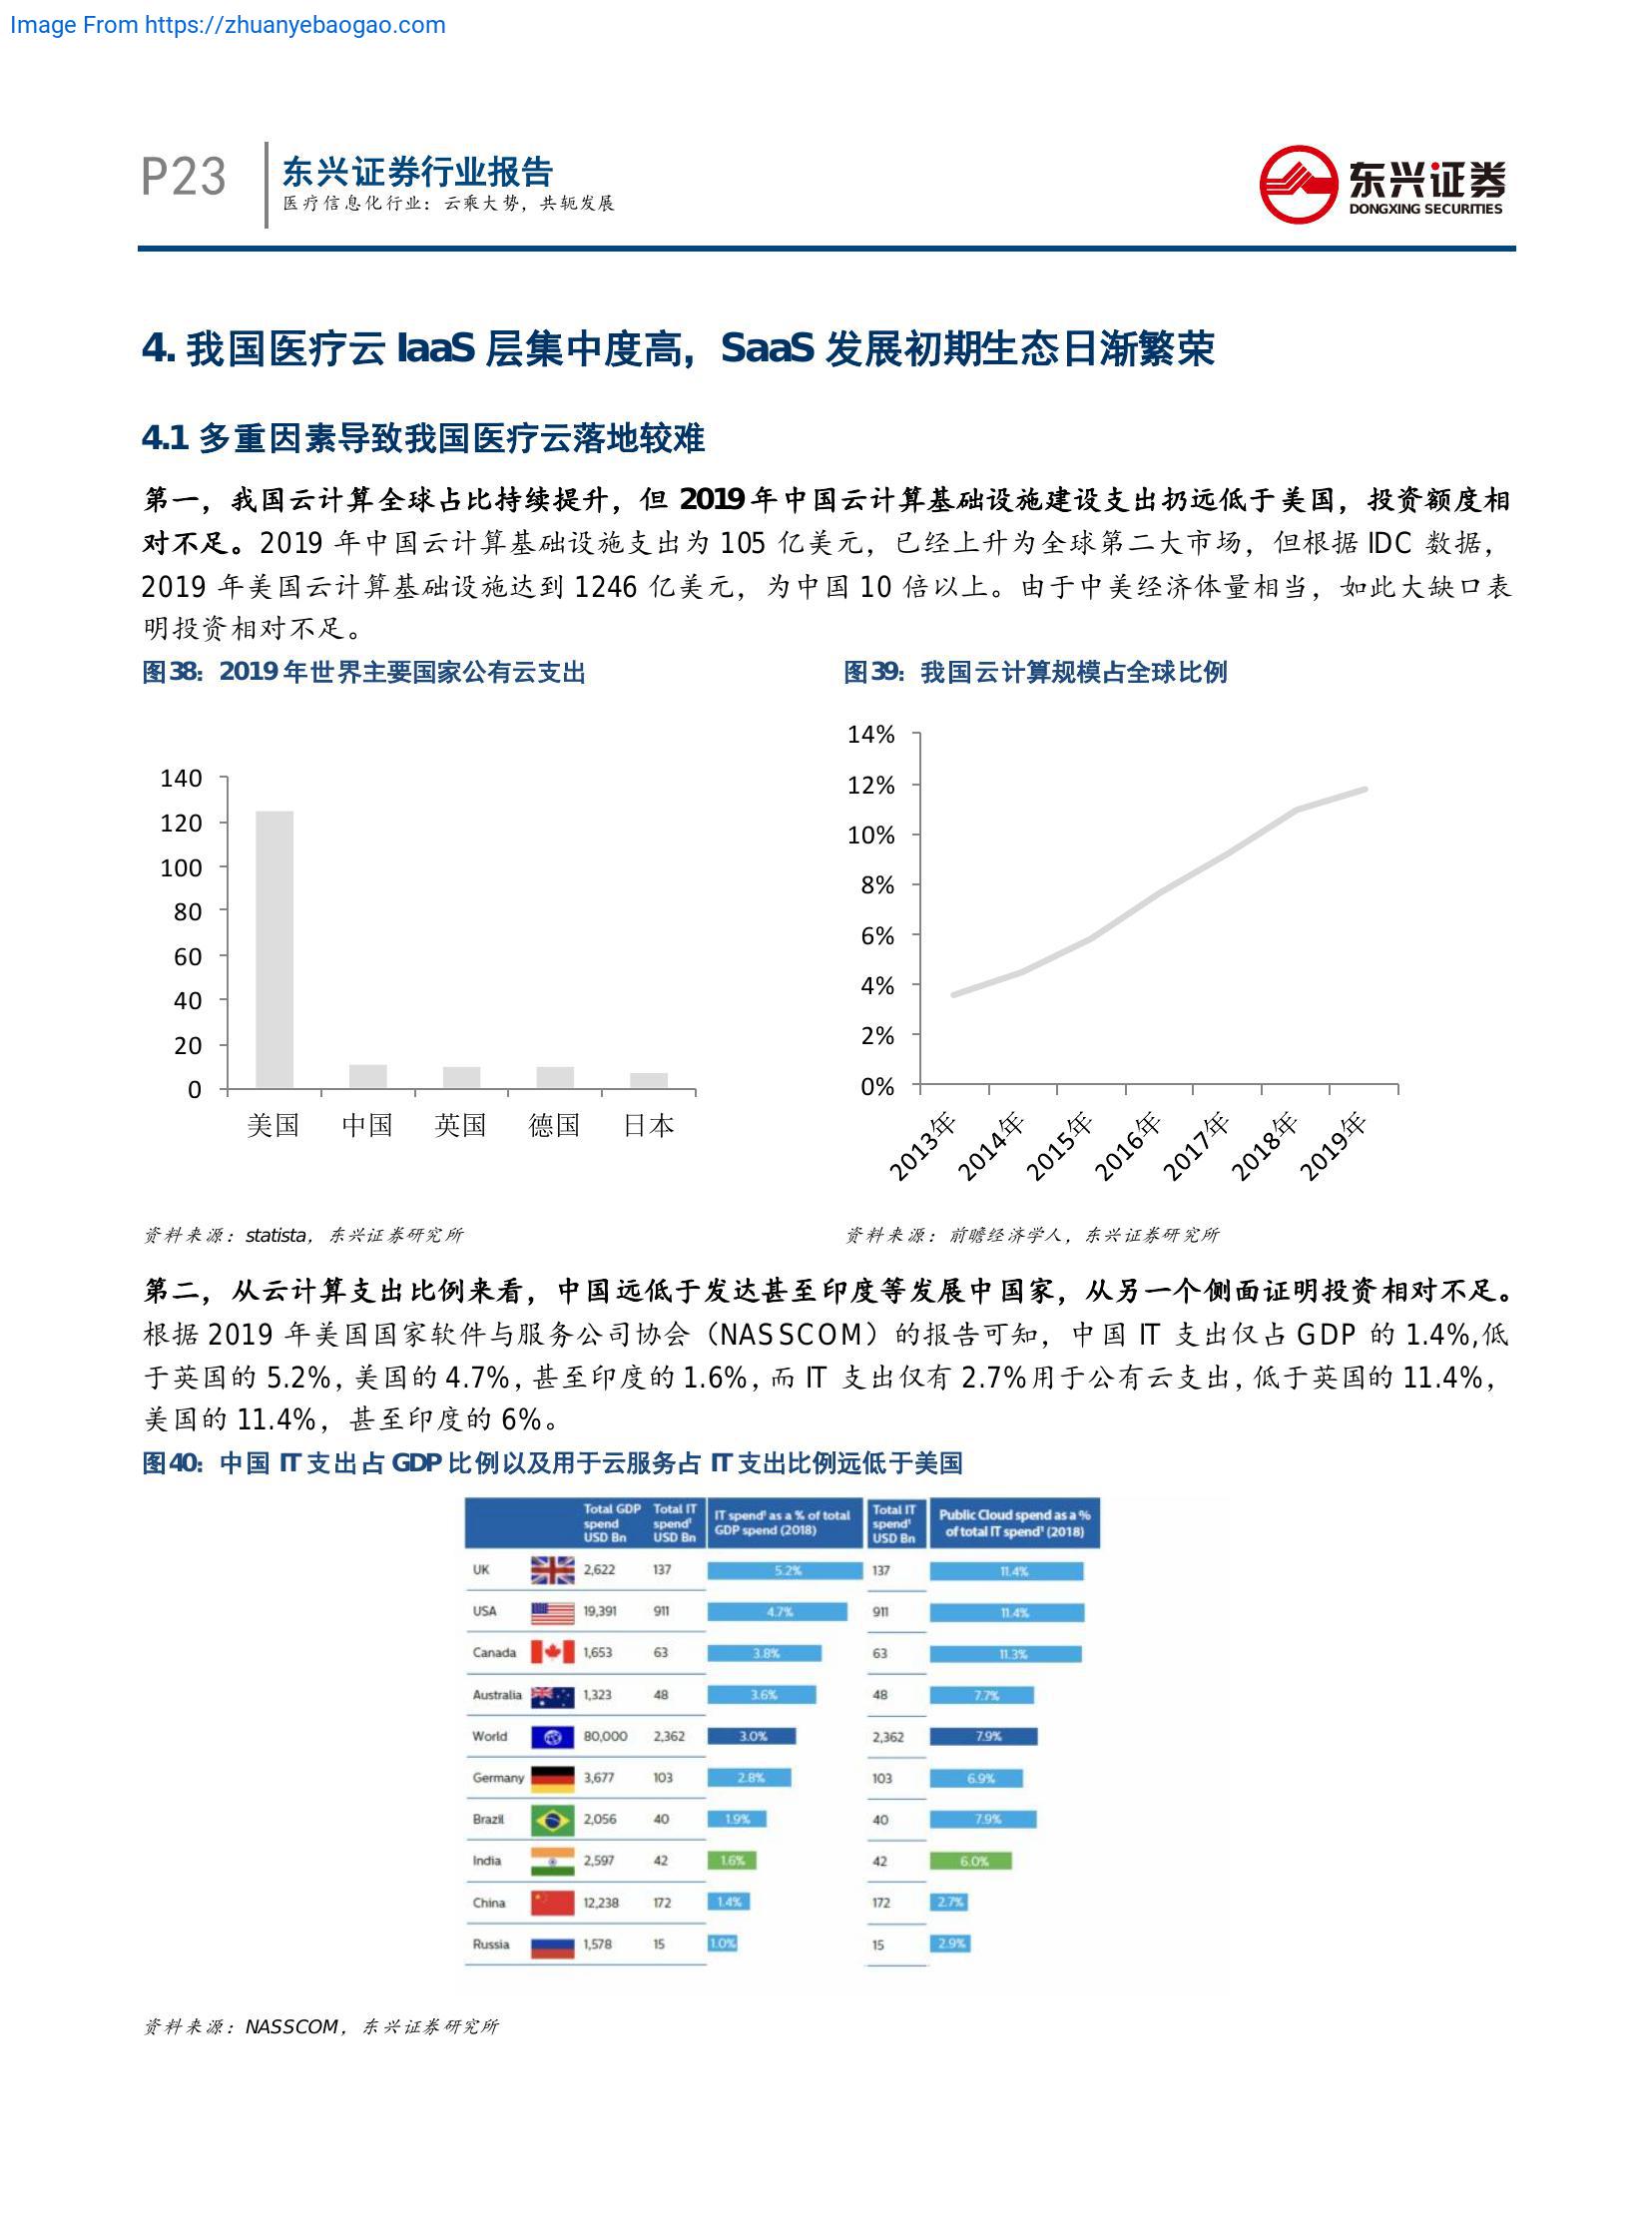 Image From https://zhuanyebaogao.com
P23
东兴证券行业报告
医疗信息化行业：云乘大势，共轭发展
东兴证券
DONGXING SECURITIES
4. 我国医疗云 IaaS 层集中度高，SaaS 发展初期生态日渐繁荣
4.1 多重因素导致我国医疗云落地较难
第一，我国云计算全球占比持续提升，但 2019 年中国云计算基础设施建设支出扔远低于美国，投资额度相
对不足。2019 年中国云计算基础设施支出为 105 亿美元，已经上升为全球第二大市场，但根据 IDC 数据，
2019 年美国云计算基础设施达到 1246 亿美元，为中国 10 倍以上。由于中美经济体量相当，如此大缺口表
明投资相对不足。
图38：2019 年世界主要国家公有云支出
140
120
100
80
60
40
20
0
美国 中国 英国 德国 日本
资料来源：statista，东兴证券研究所
图39：我国云计算规模占全球比例
14%
12%
10%
8%
6%
4%
2%
0%
2013年 2014年 2015年 2016年 2017年 2018年 2019年
资料来源：前瞻经济学人，东兴证券研究所
第二，从云计算支出比例来看，中国远低于发达甚至印度等发展中国家，从另一个侧面证明投资相对不足。
根据 2019 年美国国家软件与服务公司协会（NASSCOM）的报告可知，中国 IT 支出仅占 GDP 的 1.4%,低
于英国的 5.2%，美国的 4.7%，甚至印度的 1.6%，而 IT 支出仅有 2.7%用于公有云支出，低于英国的 11.4%，
美国的 11.4%，甚至印度的 6%。
图40：中国 IT 支出占 GDP 比例以及用于云服务占 IT 支出比例远低于美国
Total GDP spend USD Bn Total IT spend¹ USD Bn IT spend¹ as a % of total GDP spend (2018) Total IT spend¹ USD Bn Public Cloud spend as a % of total IT spend¹ (2018)
UK 2,622 137 5.2% 137 11.4%
USA 19,391 911 4.7% 911 11.4%
Canada 1,653 63 3.8% 63 11.3%
Australia 1,323 48 3.6% 48 7.7%
World 80,000 2,362 3.0% 2,362 7.9%
Germany 3,677 103 2.8% 103 6.9%
Brazil 2,056 40 1.9% 40 7.9%
India 2,597 42 1.6% 42 6.0%
China 12,238 172 1.4% 172 2.7%
Russia 1,578 15 1.0% 15 2.9%
资料来源：NASSCOM，东兴证券研究所